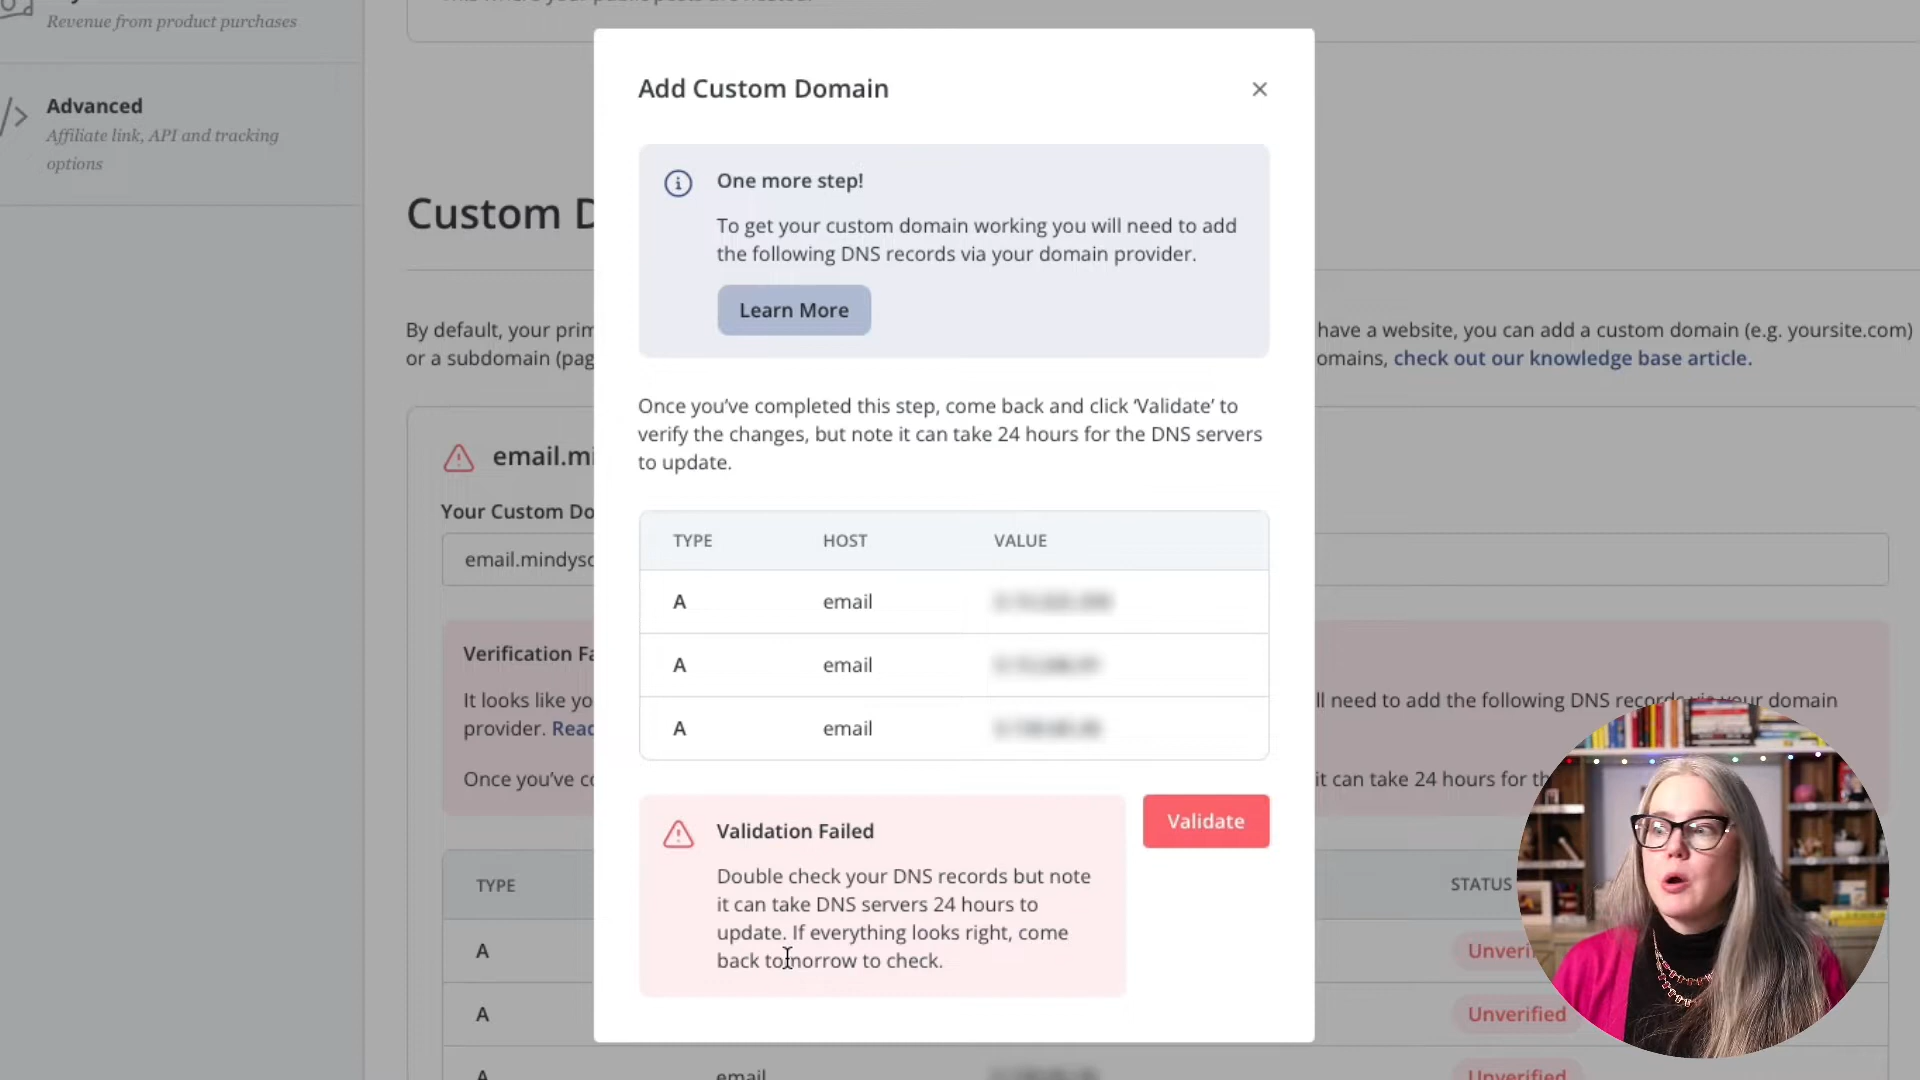 Revenue from product purchases
Advanced
Affiliate link, API and tracking
options
Custom D
By default, your prim
have a website, you can add a custom domain (e.g. yoursite.com)
or a subdomain (pag
omains, check out our knowledge base article.
email.mi
Your Custom Do
email.mindysc
Verification Fa
It looks like yo
ll need to add the following DNS records via your domain
provider. Read
Once you've co
it can take 24 hours for th
TYPE
STATUS
A
Unveri
A
Unverified
A
email
Unverified
Add Custom Domain
×
One more step!
To get your custom domain working you will need to add
the following DNS records via your domain provider.
Learn More
Once you've completed this step, come back and click ‘Validate’ to
verify the changes, but note it can take 24 hours for the DNS servers
to update.
TYPE HOST VALUE
A email
A email
A email
Validation Failed
Double check your DNS records but note
it can take DNS servers 24 hours to
update. If everything looks right, come
back tomorrow to check.
Validate